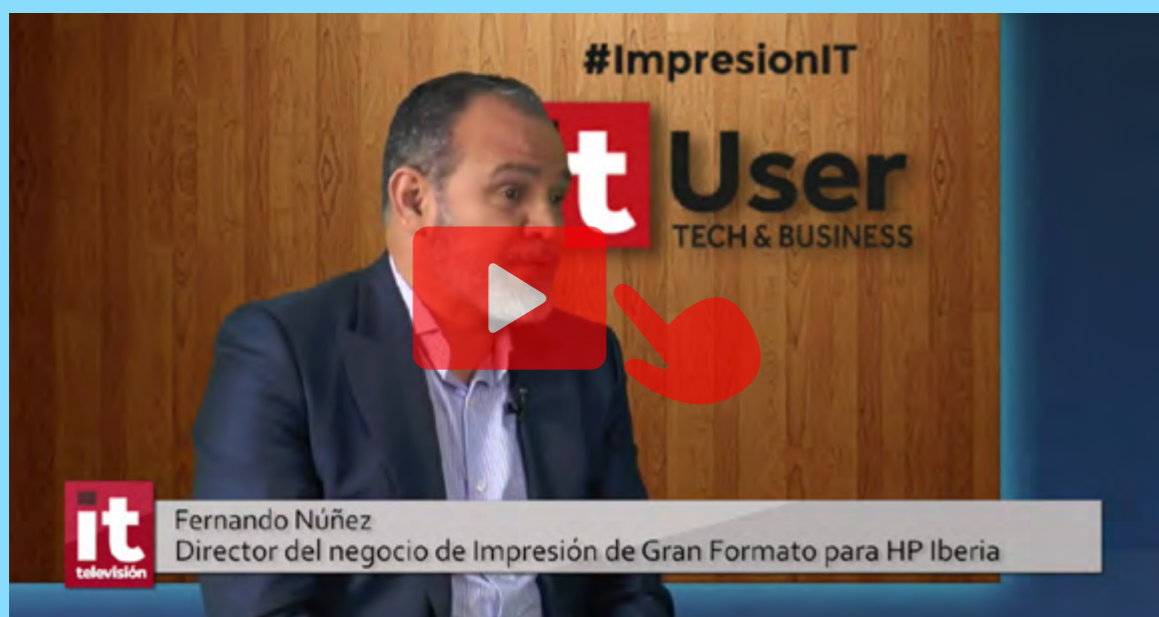 #ImpresionIT
it User
TECH & BUSINESS
it
televisión
Fernando Núñez
Director del negocio de Impresión de Gran Formato para HP Iberia